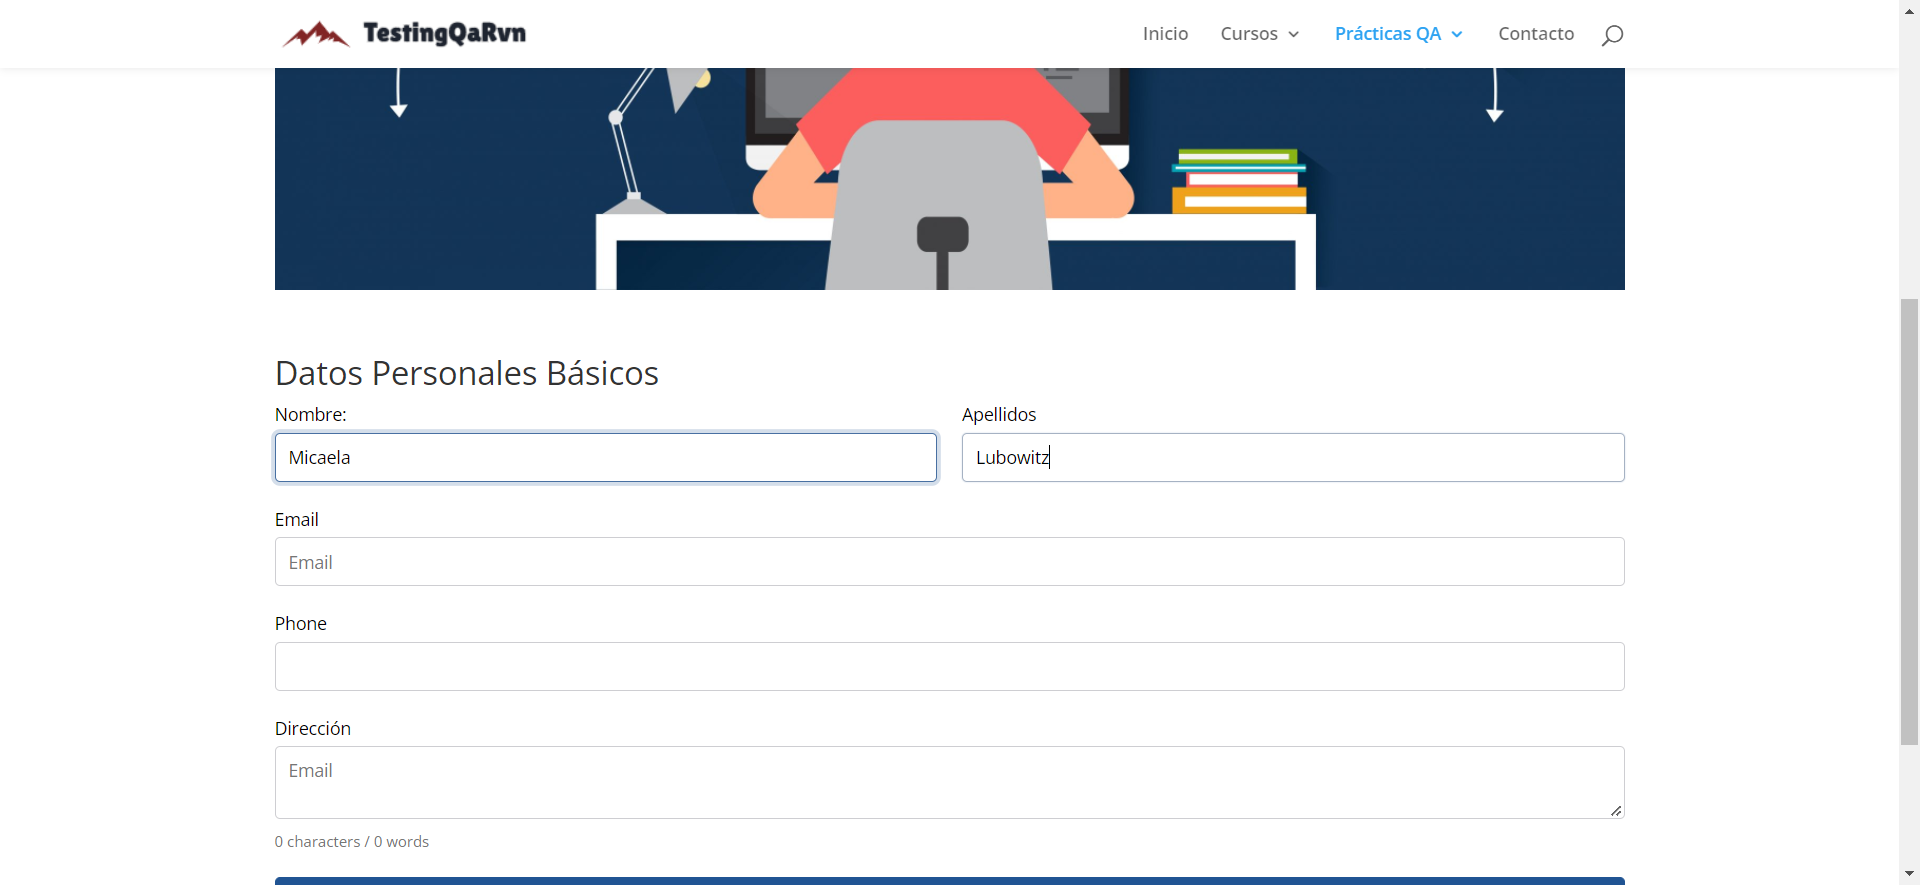 TestingQaRvn
Inicio Cursos Prácticas QA Contacto
Datos Personales Básicos
Nombre: Apellidos
Micaela Lubowitz
Email
Email
Phone
Dirección
Email
0 characters / 0 words